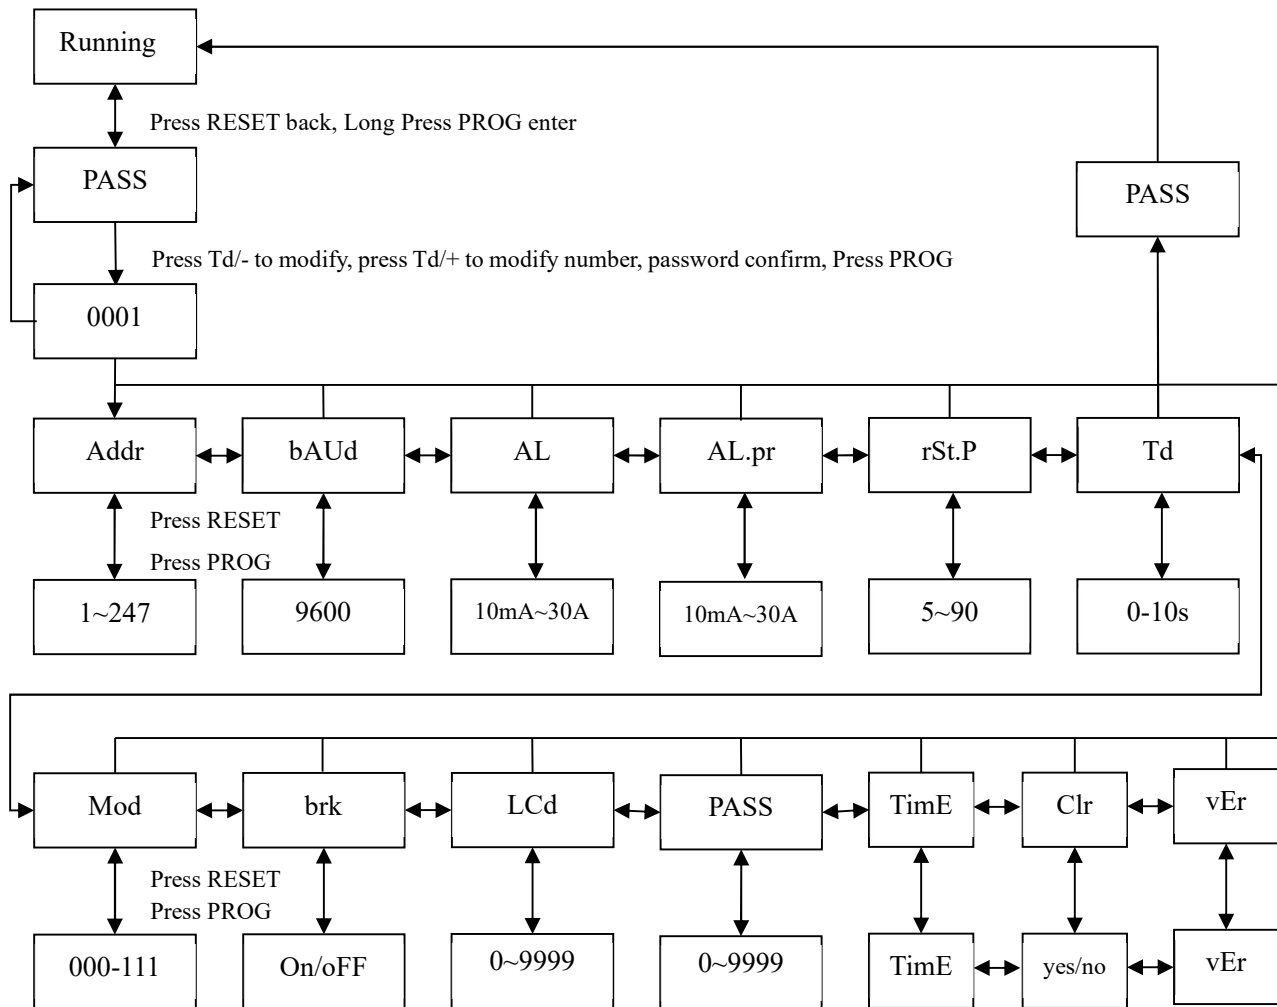 Running
Press RESET back, Long Press PROG enter
PASS
PASS
Press Td/- to modify, press Td/+ to modify number, password confirm, Press PROG
0001
Addr
bAUd
AL
AL.pr
rSt.P
Td
Press RESET
Press PROG
1~247
9600
10mA~30A
10mA~30A
5~90
0-10s
Mod
brk
LCd
PASS
TimE
Clr
vEr
Press RESET
Press PROG
000-111
On/oFF
0~9999
0~9999
TimE
yes/no
vEr